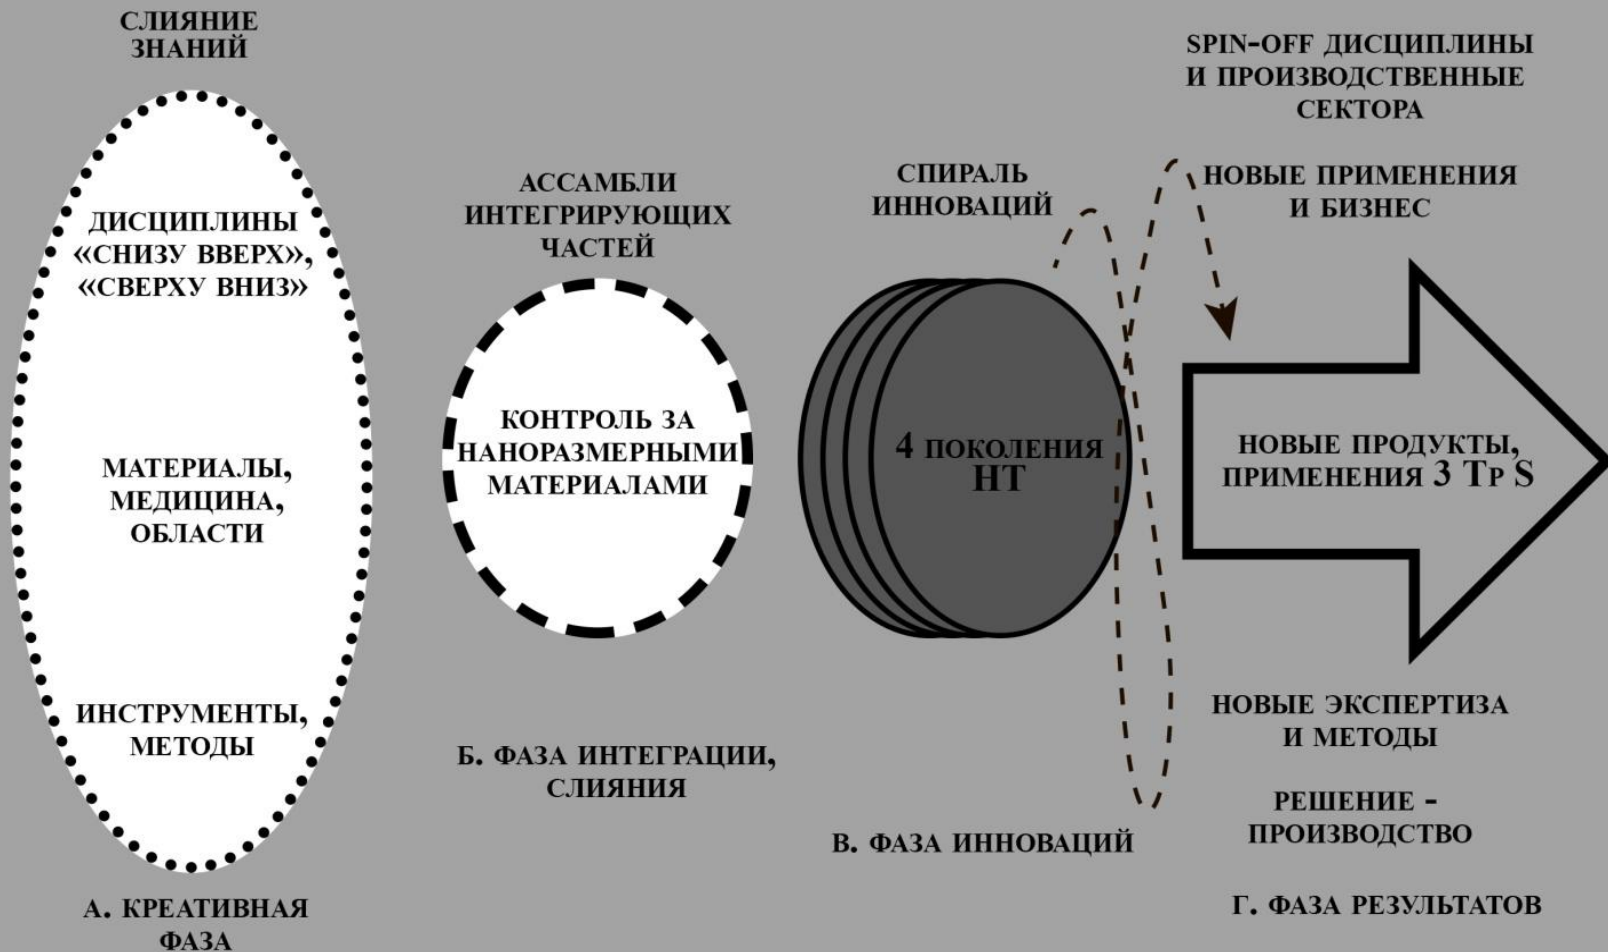 СЛИЯНИЕ
ЗНАНИЙ
ДИСЦИПЛИНЫ
«СНИЗУ ВВЕРХ»,
«СВЕРХУ ВНИЗ»
МАТЕРИАЛЫ,
МЕДИЦИНА,
ОБЛАСТИ
ИНСТРУМЕНТЫ,
МЕТОДЫ
А. КРЕАТИВНАЯ
ФАЗА
АССАМБЛИ
ИНТЕГРИРУЮЩИХ
ЧАСТЕЙ
КОНТРОЛЬ ЗА
НАНОРАЗМЕРНЫМИ
МАТЕРИАЛАМИ
Б. ФАЗА ИНТЕГРАЦИИ,
СЛИЯНИЯ
СПИРАЛЬ
ИННОВАЦИЙ
4 ПОКОЛЕНИЯ
НТ
В. ФАЗА ИННОВАЦИЙ
SPIN-OFF ДИСЦИПЛИНЫ
И ПРОИЗВОДСТВЕННЫЕ
СЕКТОРА
НОВЫЕ ПРИМЕНЕНИЯ
И БИЗНЕС
НОВЫЕ ПРОДУКТЫ,
ПРИМЕНЕНИЯ 3 ТР S
НОВЫЕ ЭКСПЕРТИЗА
И МЕТОДЫ
РЕШЕНИЕ -
ПРОИЗВОДСТВО
Г. ФАЗА РЕЗУЛЬТАТОВ